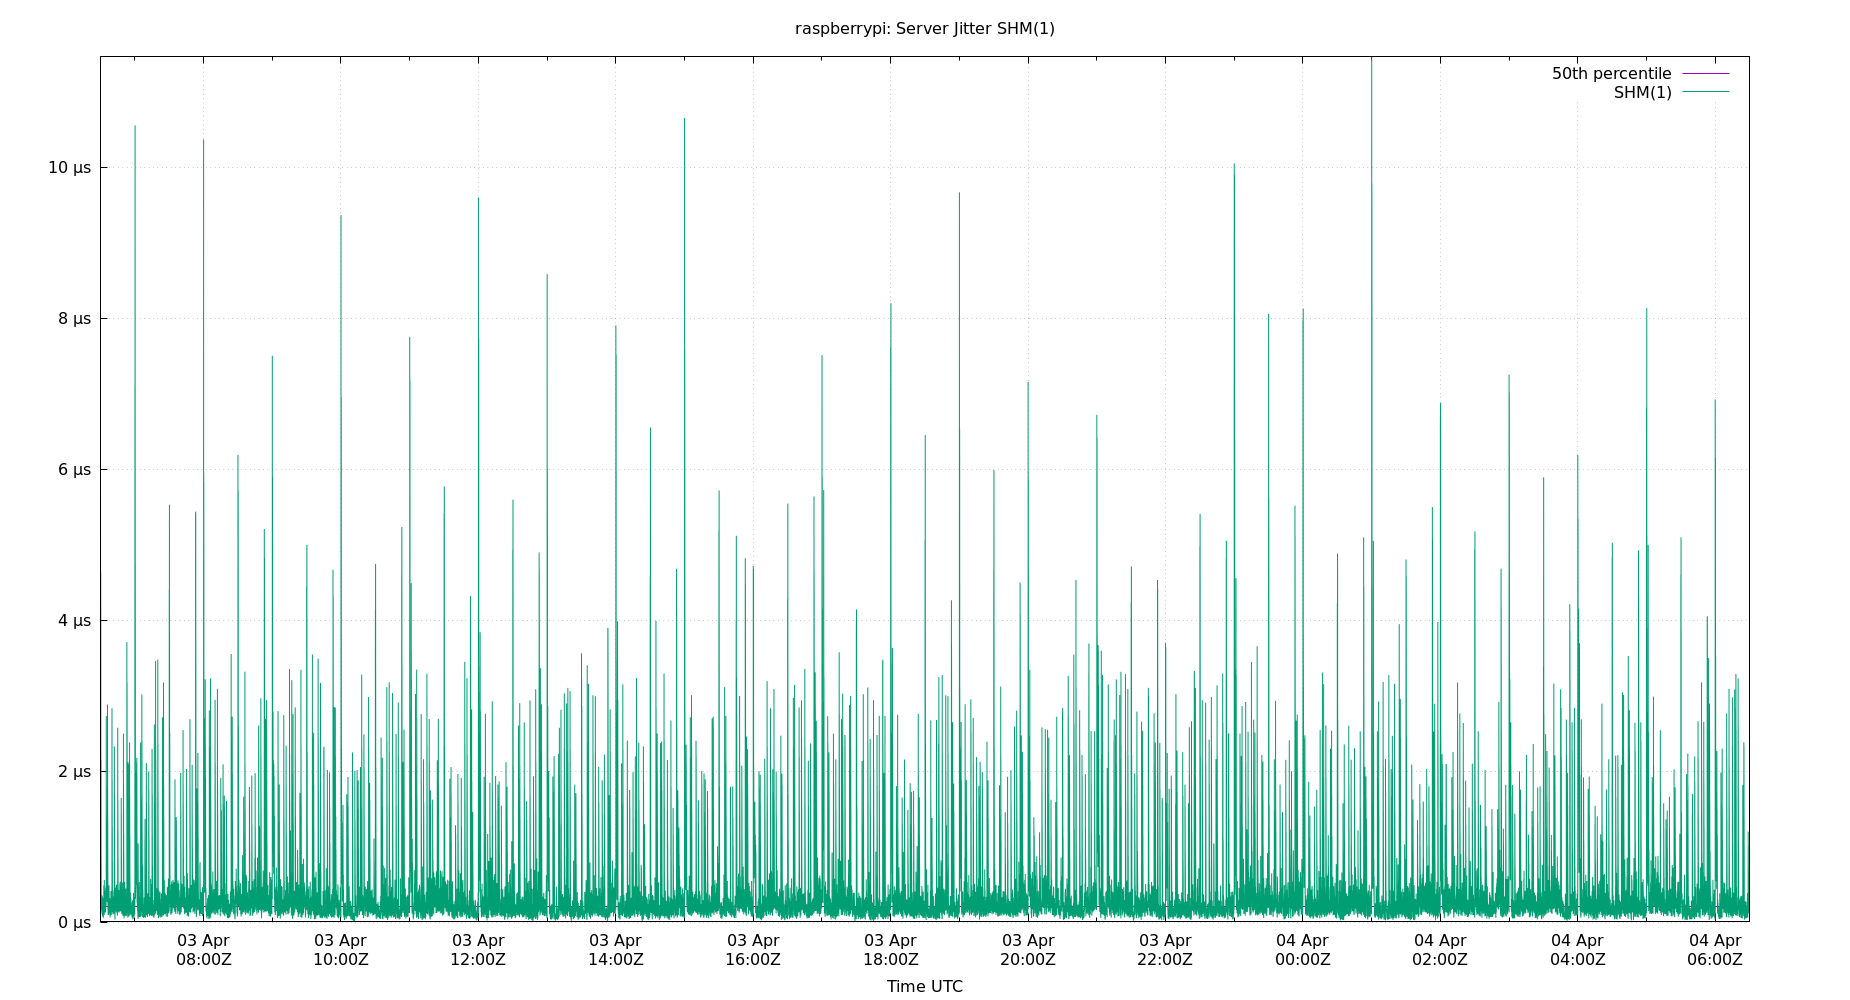 raspberrypi: Server Jitter SHM(1)
50th percentile
SHM(1)
10 µs
8 µs
6 µs
4 µs
2 µs
0 µs
03 Apr 03 Apr 03 Apr 03 Apr 03 Apr 03 Apr 03 Apr 03 Apr 04 Apr 04 Apr 04 Apr 04 Apr
08:00Z 10:00Z 12:00Z 14:00Z 16:00Z 18:00Z 20:00Z 22:00Z 00:00Z 02:00Z 04:00Z 06:00Z
Time UTC